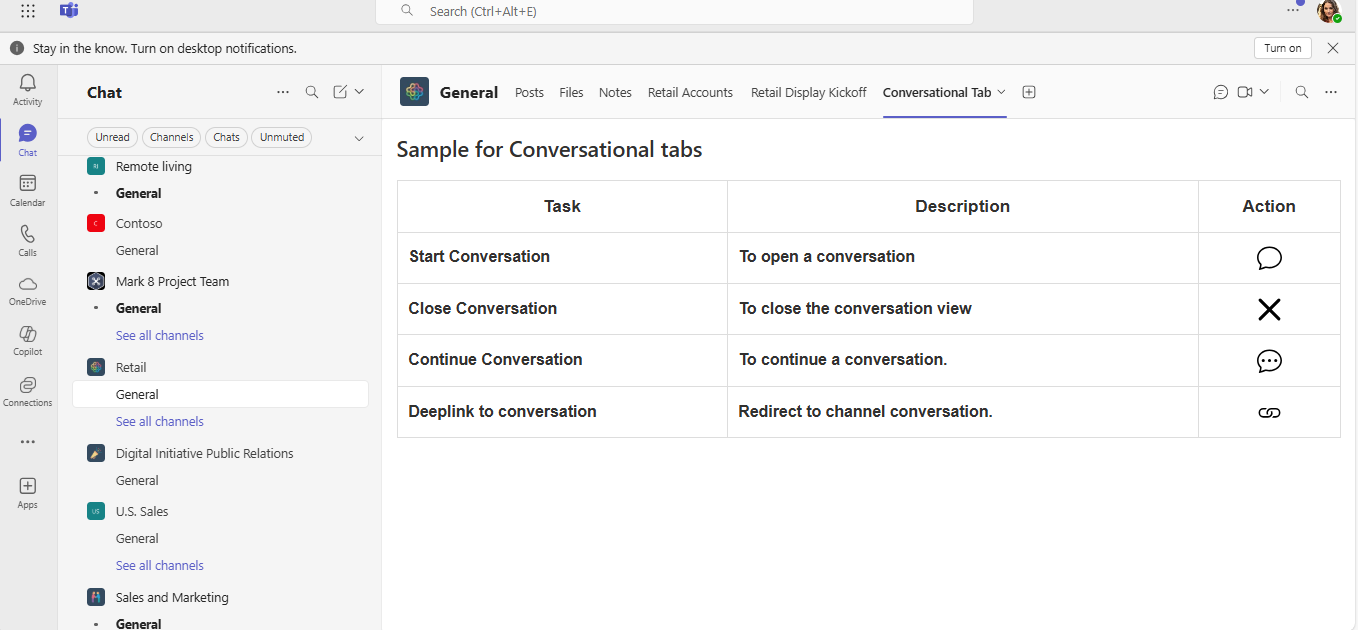 Search (Ctrl+Alt+E)
Stay in the know. Turn on desktop notifications.
Turn on
Activity
Chat
Calendar
Calls
OneDrive
Copilot
Connections
Apps
Chat
Unread
Channels
Chats
Unmuted
Remote living
General
Contoso
General
Mark 8 Project Team
General
See all channels
Retail
General
See all channels
Digital Initiative Public Relations
General
U.S. Sales
General
See all channels
Sales and Marketing
General
General
Posts
Files
Notes
Retail Accounts
Retail Display Kickoff
Conversational Tab
Sample for Conversational tabs
Task
Description
Action
Start Conversation
To open a conversation
Close Conversation
To close the conversation view
Continue Conversation
To continue a conversation.
Deeplink to conversation
Redirect to channel conversation.